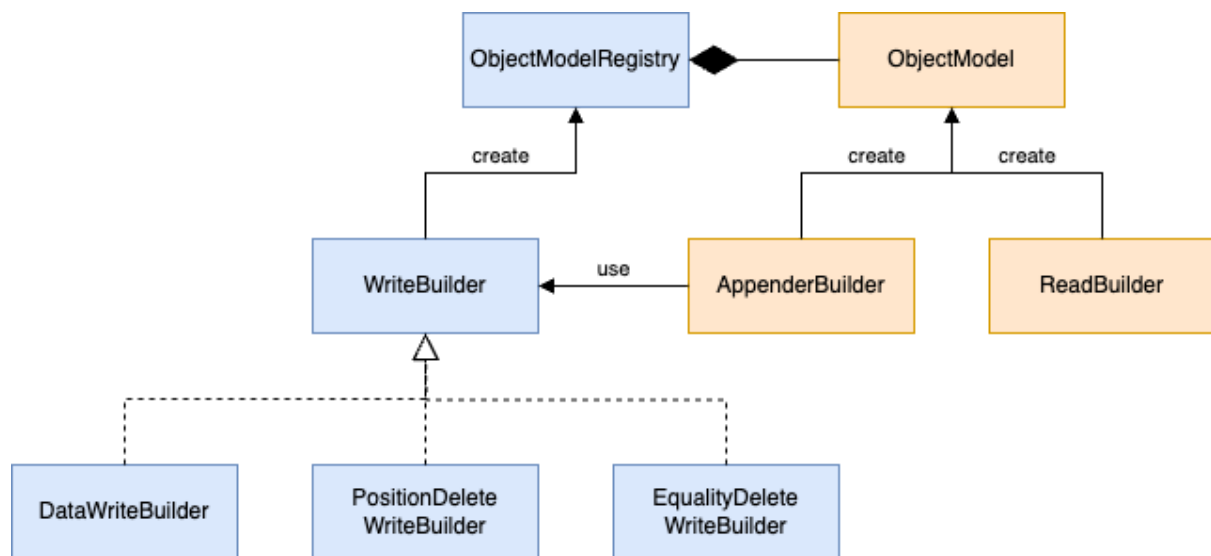 ObjectModelRegistry
ObjectModel
create
create
create
WriteBuilder
use
AppenderBuilder
ReadBuilder
DataWriteBuilder
PositionDelete
WriteBuilder
EqualityDelete
WriteBuilder